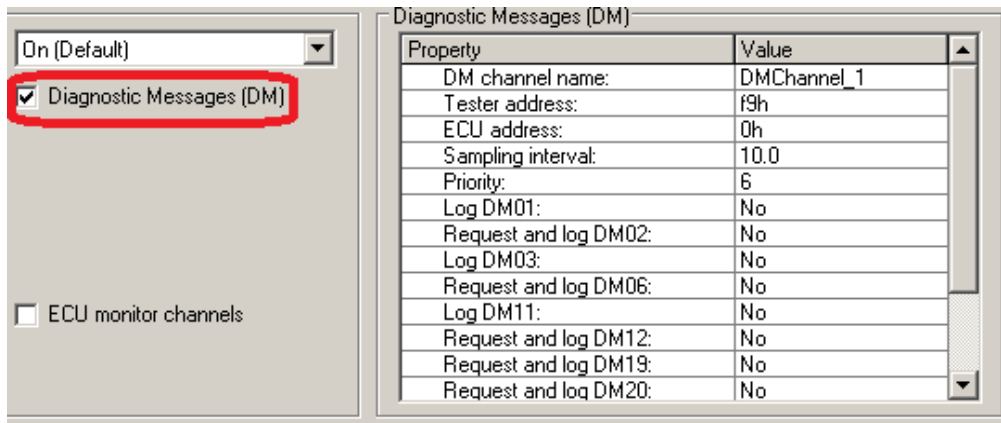 On (Default)
Diagnostic Messages (DM)
ECU monitor channels
Diagnostic Messages (DM)
Property Value
DM channel name: DMChannel_1
Tester address: f9h
ECU address: 0h
Sampling interval: 10.0
Priority: 6
Log DM01: No
Request and log DM02: No
Log DM03: No
Request and log DM06: No
Log DM11: No
Request and log DM12: No
Request and log DM19: No
Request and log DM20: No